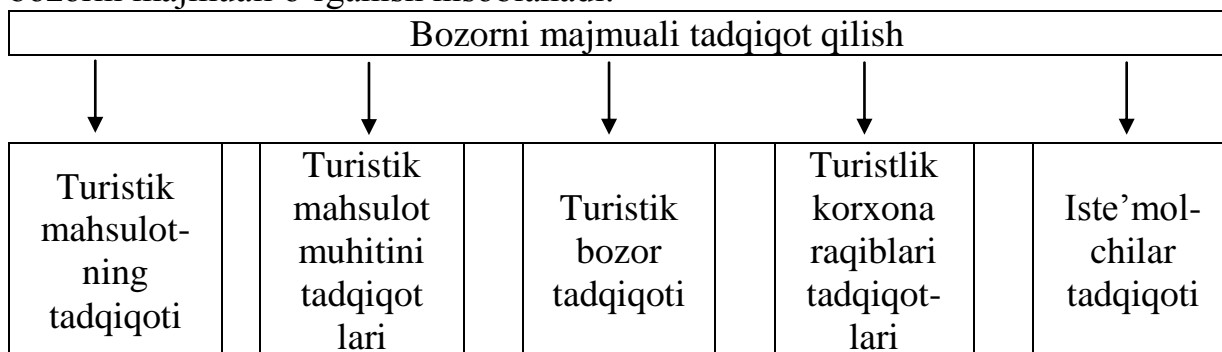 bozorni majmuali o‘rganish hisoblanadi.
Bozorni majmuali tadqiqot qilish
Turistik
mahsulot-
ning
tadqiqoti
Turistik
mahsulot
muhitini
tadqiqot
lari
Turistik
bozor
tadqiqoti
Turistlik
korxona
raqiblari
tadqiqot-
lari
Iste’mol-
chilar
tadqiqoti